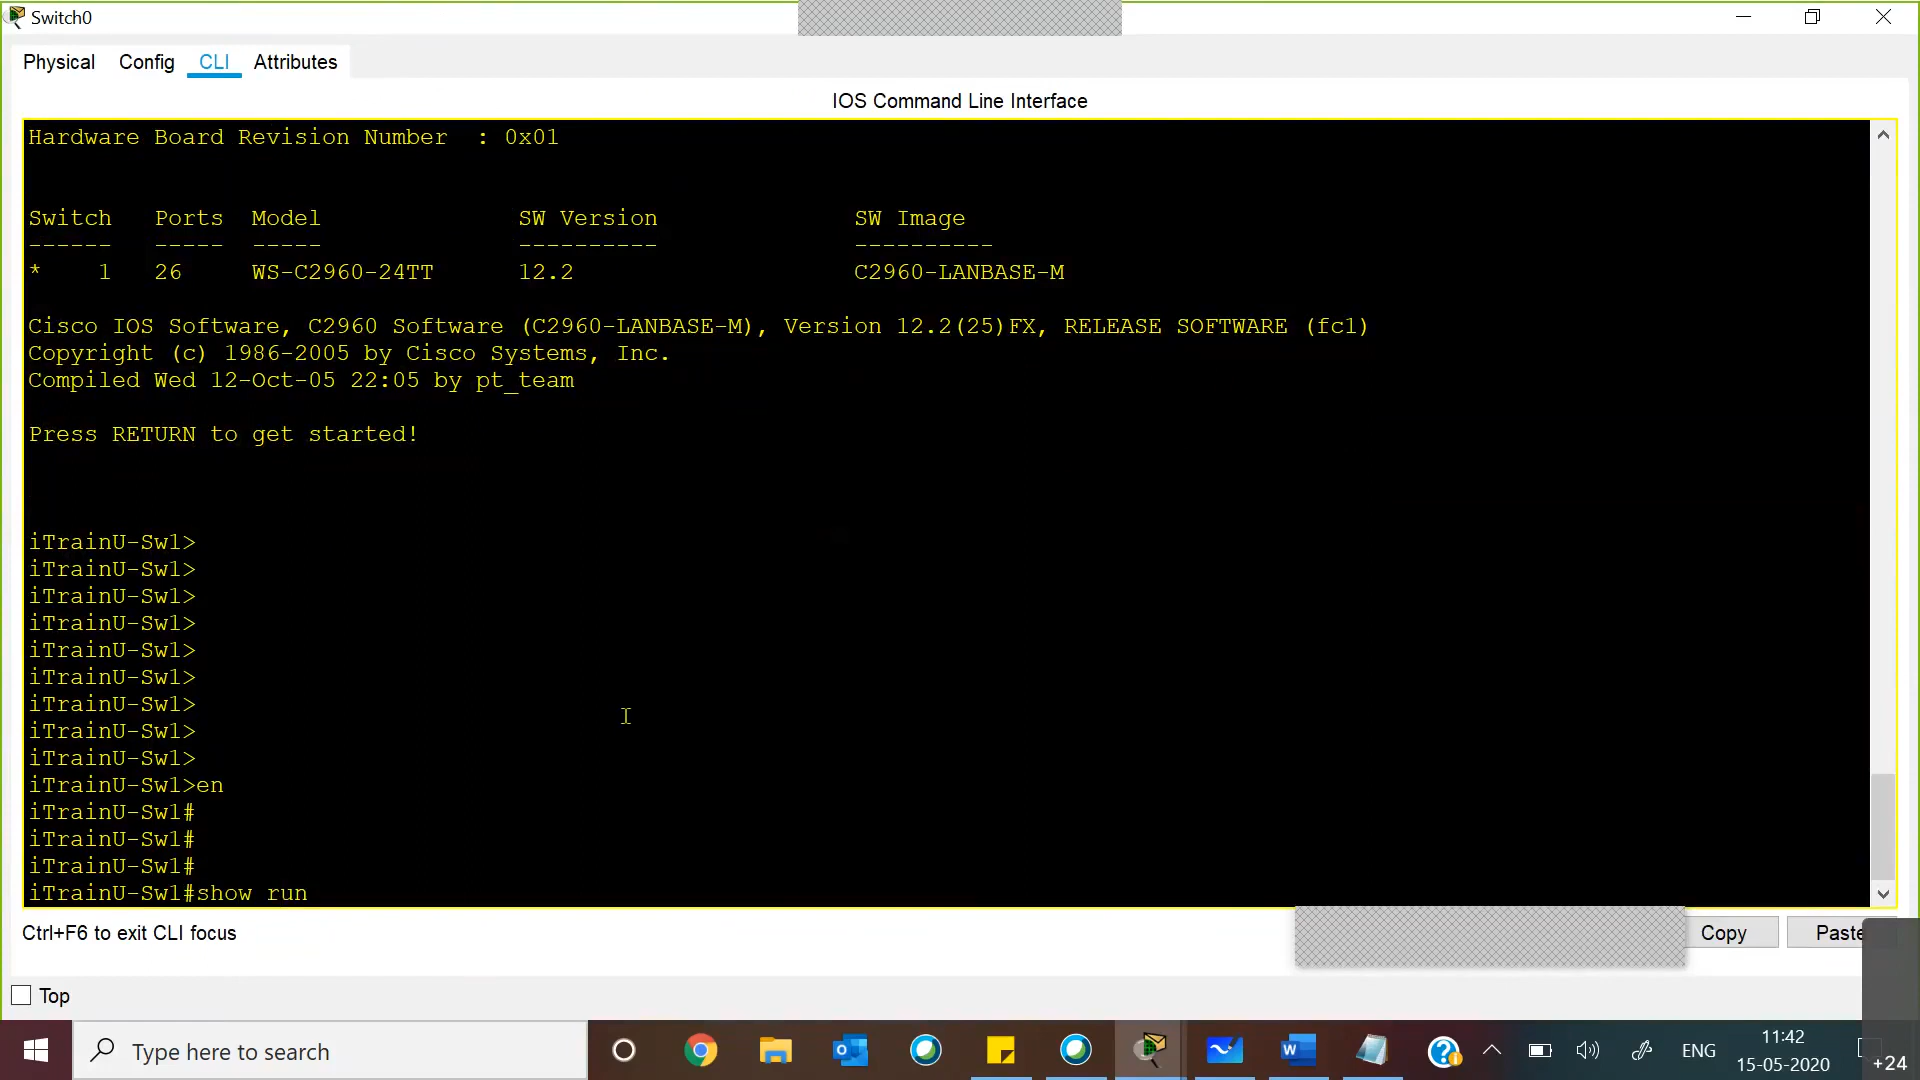 Switch0
Physical Config CLI Attributes
IOS Command Line Interface
Hardware Board Revision Number : 0x01
Switch Ports Model SW Version SW Image
------ ----- ----- ---------- ----------
* 1 26 WS-C2960-24TT 12.2 C2960-LANBASE-M
Cisco IOS Software, C2960 Software (C2960-LANBASE-M), Version 12.2(25)FX, RELEASE SOFTWARE (fc1)
Copyright (c) 1986-2005 by Cisco Systems, Inc.
Compiled Wed 12-Oct-05 22:05 by pt_team
Press RETURN to get started!
iTrainU-Sw1>
iTrainU-Sw1>
iTrainU-Sw1>
iTrainU-Sw1>
iTrainU-Sw1>
iTrainU-Sw1>
iTrainU-Sw1>
iTrainU-Sw1>
iTrainU-Sw1>
iTrainU-Sw1>en
iTrainU-Sw1#
iTrainU-Sw1#
iTrainU-Sw1#
iTrainU-Sw1#show run
Ctrl+F6 to exit CLI focus
Copy Paste
Top
Type here to search
ENG
11:42
15-05-2020
+24